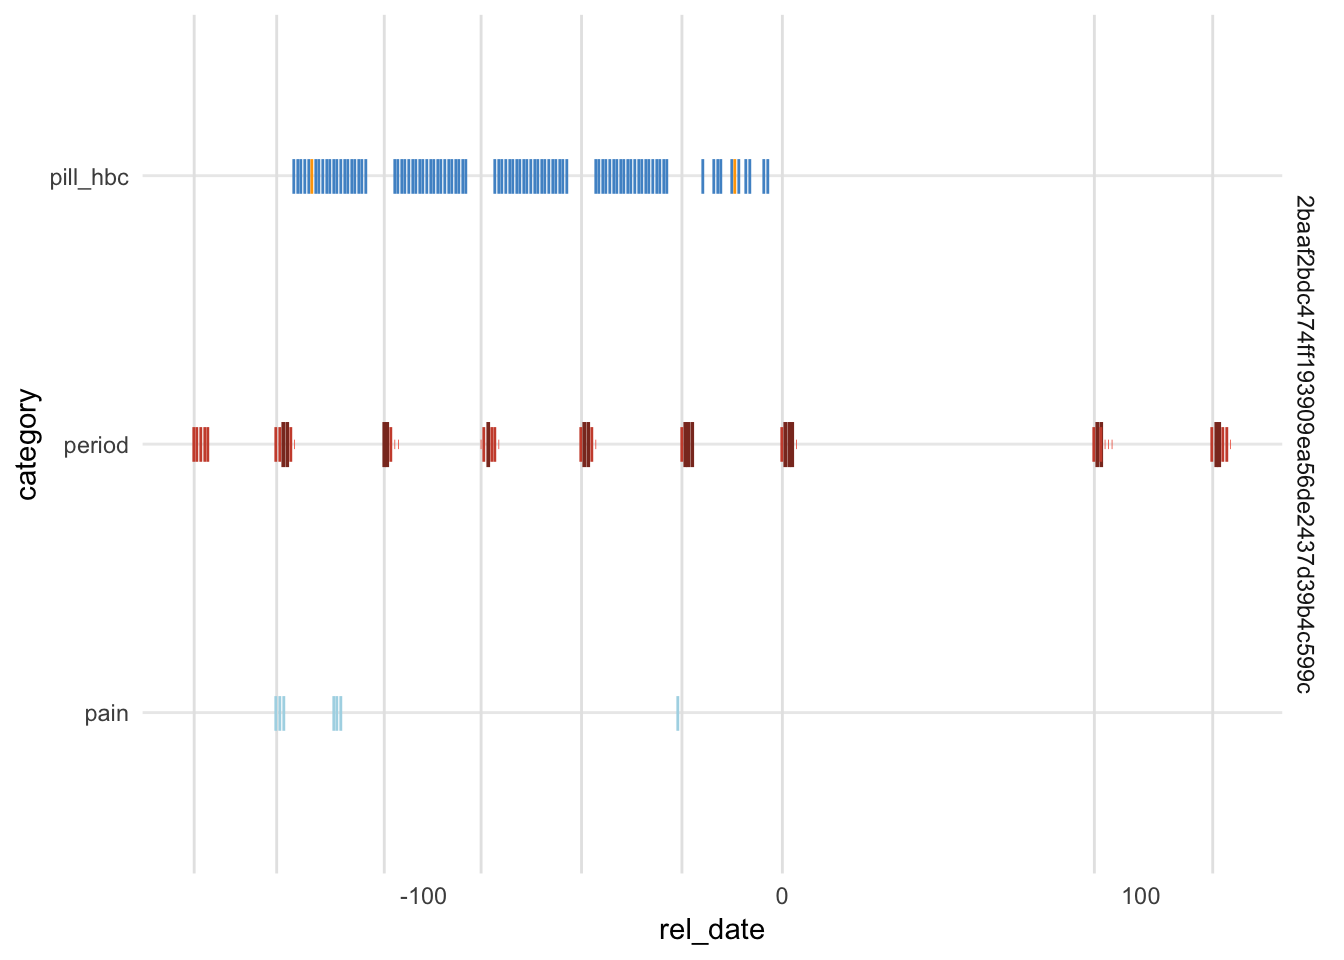 pill_hbc
period
pain
category
-100
0
100
rel_date
2baaf2bdc474ff193909ea56de2437d39b4c599c